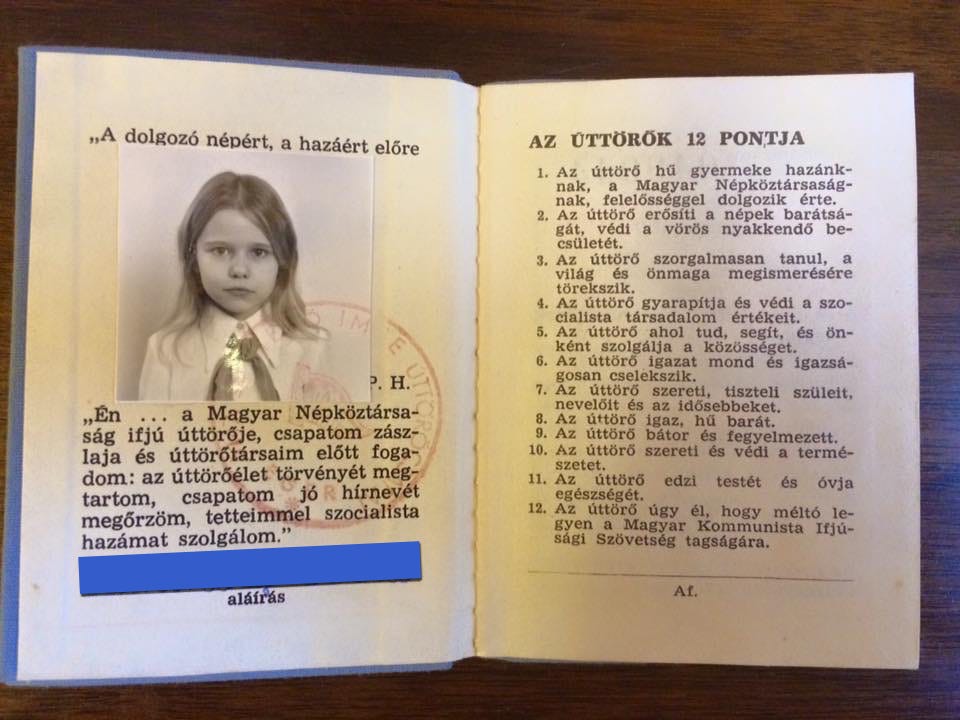 „A dolgozó népért, a hazáért előre
P. H.
„Én ... a Magyar Népköztársa-
ság ifjú úttörője, csapatom zász-
laja és úttörőtársaim előtt foga-
dom: az úttörőélet törvényét meg-
tartom, csapatom jó hírnevét
megőrzöm, tetteimmel szocialista
hazámat szolgálom.”
aláírás
AZ ÚTTÖRŐK 12 PONTJA
1. Az úttörő hű gyermeke hazánk-
nak, a Magyar Népköztársaság-
nak, felelősséggel dolgozik érte.
2. Az úttörő erősíti a népek barátsá-
gát, védi a vörös nyakkendő be-
csületét.
3. Az úttörő szorgalmasan tanul, a
világ és önmaga megismerésére
törekszik.
4. Az úttörő gyarapítja és védi a szo-
cialista társadalom értékeit.
5. Az úttörő ahol tud, segít, és ön-
ként szolgálja a közösséget.
6. Az úttörő igazat mond és igazsá-
gosan cselekszik.
7. Az úttörő szereti, tiszteli szüleit,
nevelőit és az idősebbeket.
8. Az úttörő igaz, hű barát.
9. Az úttörő bátor és fegyelmezett.
10. Az úttörő szereti és védi a termé-
szetet.
11. Az úttörő edzi testét és óvja
egészségét.
12. Az úttörő úgy él, hogy méltó le-
gyen a Magyar Kommunista Ifjú-
sági Szövetség tagságára.
Af.